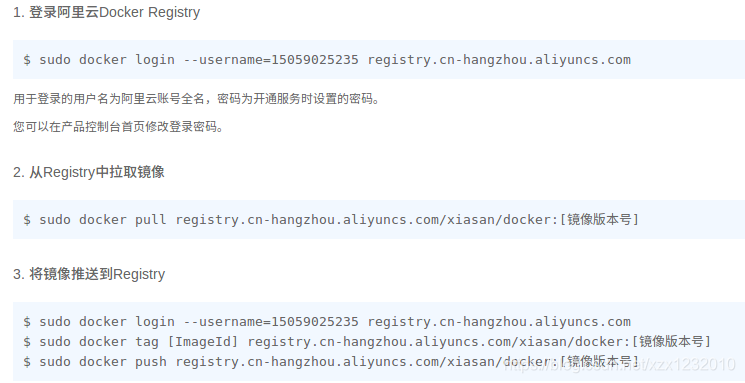 1. 登录阿里云Docker Registry
$ sudo docker login --username=15059025235 registry.cn-hangzhou.aliyuncs.com
用于登录的用户名为阿里云账号全名，密码为开通服务时设置的密码。
您可以在产品控制台首页修改登录密码。
2. 从Registry中拉取镜像
$ sudo docker pull registry.cn-hangzhou.aliyuncs.com/xiasan/docker:[镜像版本号]
3. 将镜像推送到Registry
$ sudo docker login --username=15059025235 registry.cn-hangzhou.aliyuncs.com
$ sudo docker tag [ImageId] registry.cn-hangzhou.aliyuncs.com/xiasan/docker:[镜像版本号]
$ sudo docker push registry.cn-hangzhou.aliyuncs.com/xiasan/docker:[镜像版本号]
https://blog.csdn.net/xzx1232010